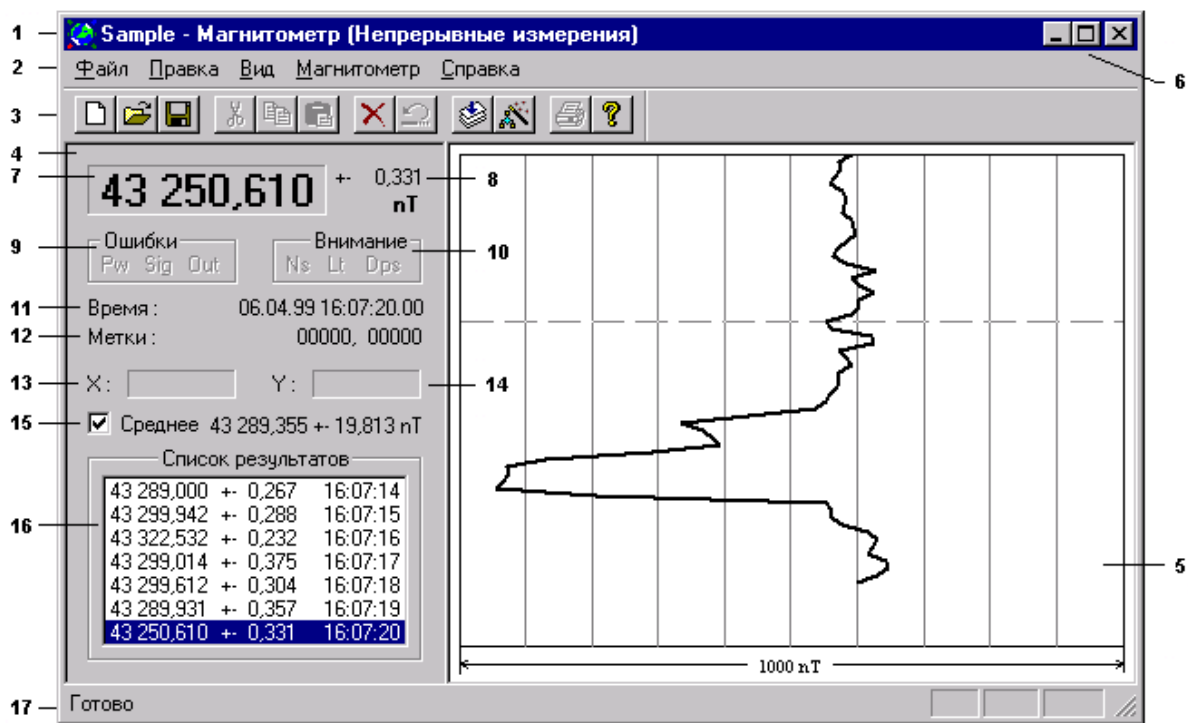 1 Sample - Магнитометр (Непрерывные измерения)
2 Файл Правка Вид Магнитометр Справка 6
3
4
7 43 250,610 +- 0,331 8
nT
9 Ошибки Внимание 10
Pw Sig Out Ns Lt Dps
11 Время : 06.04.99 16:07:20.00
12 Метки : 00000, 00000
13 X : Y : 14
15 Среднее 43 289,355 +- 19,813 nT
Список результатов
43 289,000 +- 0,267 16:07:14
43 299,942 +- 0,288 16:07:15
16 43 322,532 +- 0,232 16:07:16
43 299,014 +- 0,375 16:07:17
43 299,612 +- 0,304 16:07:18
43 289,931 +- 0,357 16:07:19
43 250,610 +- 0,331 16:07:20
5
1000 nT
17 Готово